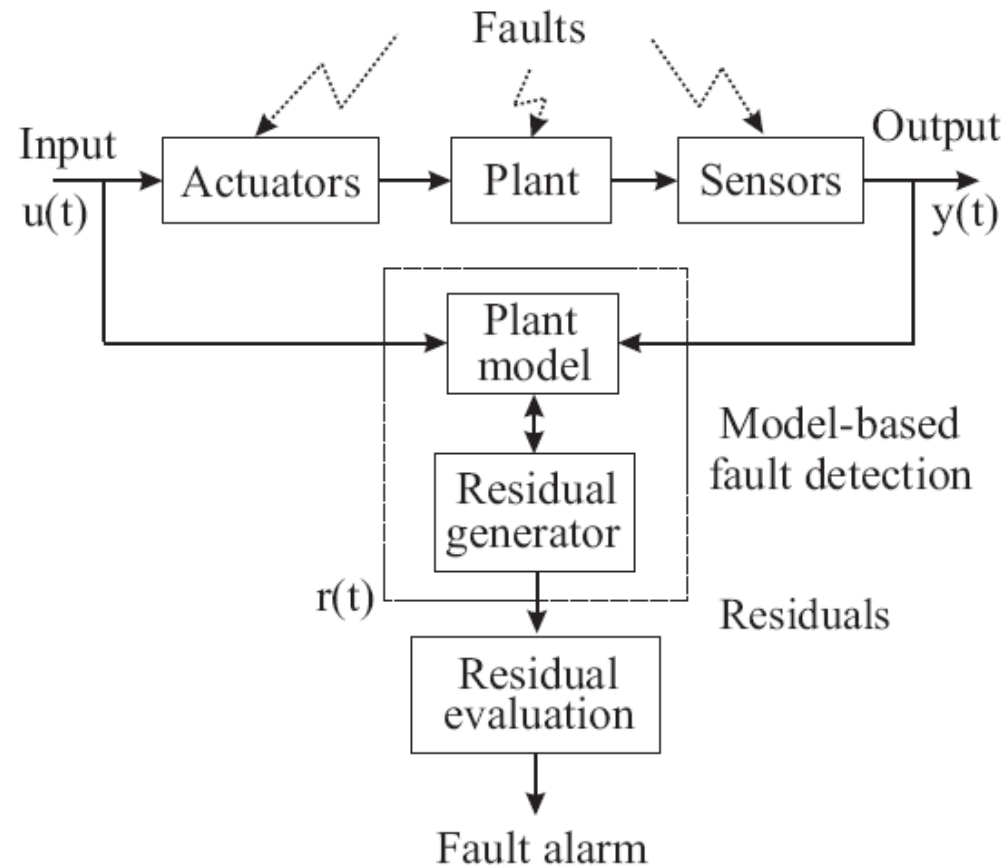 Faults
Input
Output
Actuators
Plant
Sensors
u(t)
y(t)
Plant
model
Model-based
fault detection
Residual
generator
r(t)
Residuals
Residual
evaluation
Fault alarm